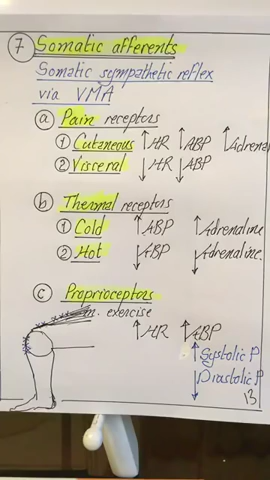 7 Somatic afferents
Somatic sympathetic reflex
via VMA
a Pain receptors
1 Cutaneous ↑HR ↑ABP ↑Adrenal
2 Visceral ↓HR ↓ABP
b Thermal receptors
1 Cold ↑ABP ↑Adrenaline
2 Hot ↓ABP ↓Adrenaline.
c Proprioceptors
m. exercise
↑HR ↑ABP
↑Systolic P
↓Diastolic P
13